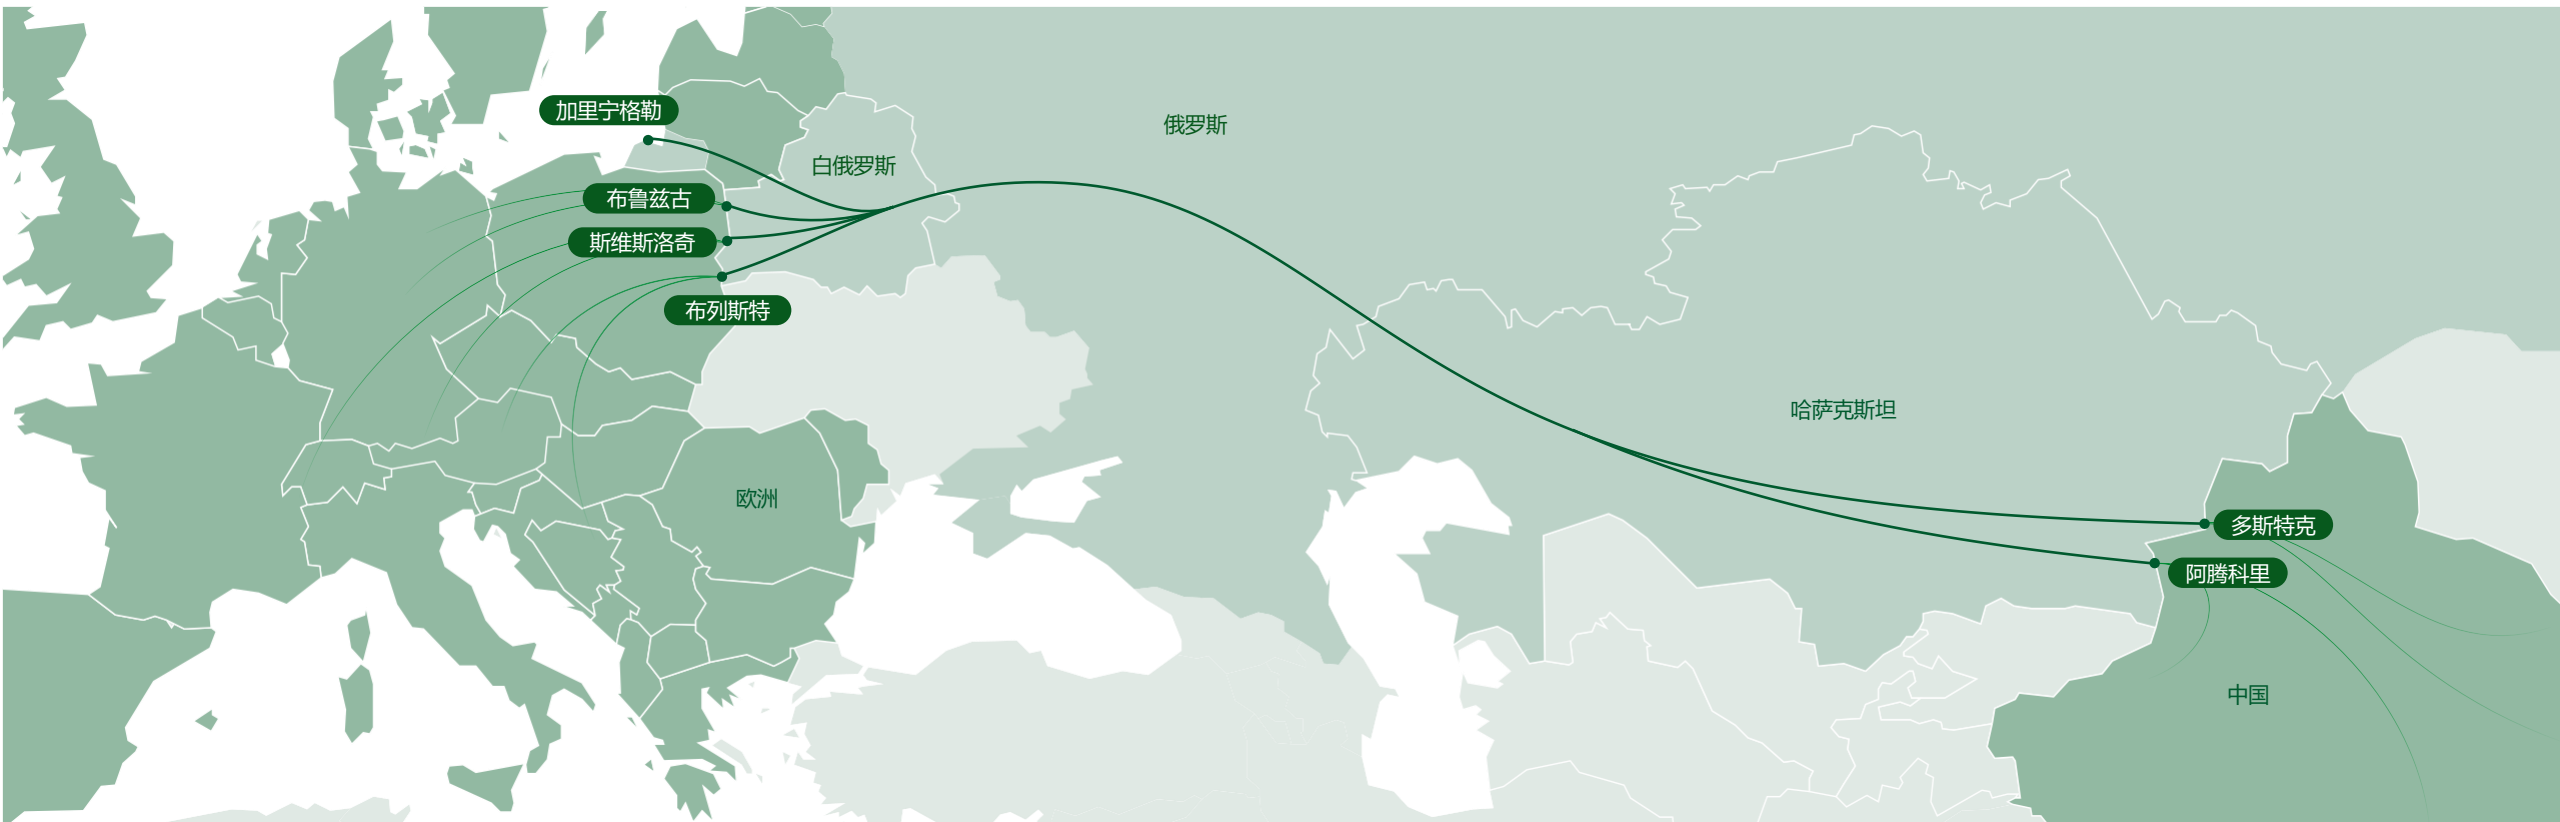 加里宁格勒
俄罗斯
白俄罗斯
布鲁兹古
斯维斯洛奇
布列斯特
哈萨克斯坦
欧洲
多斯特克
阿腾科里
中国